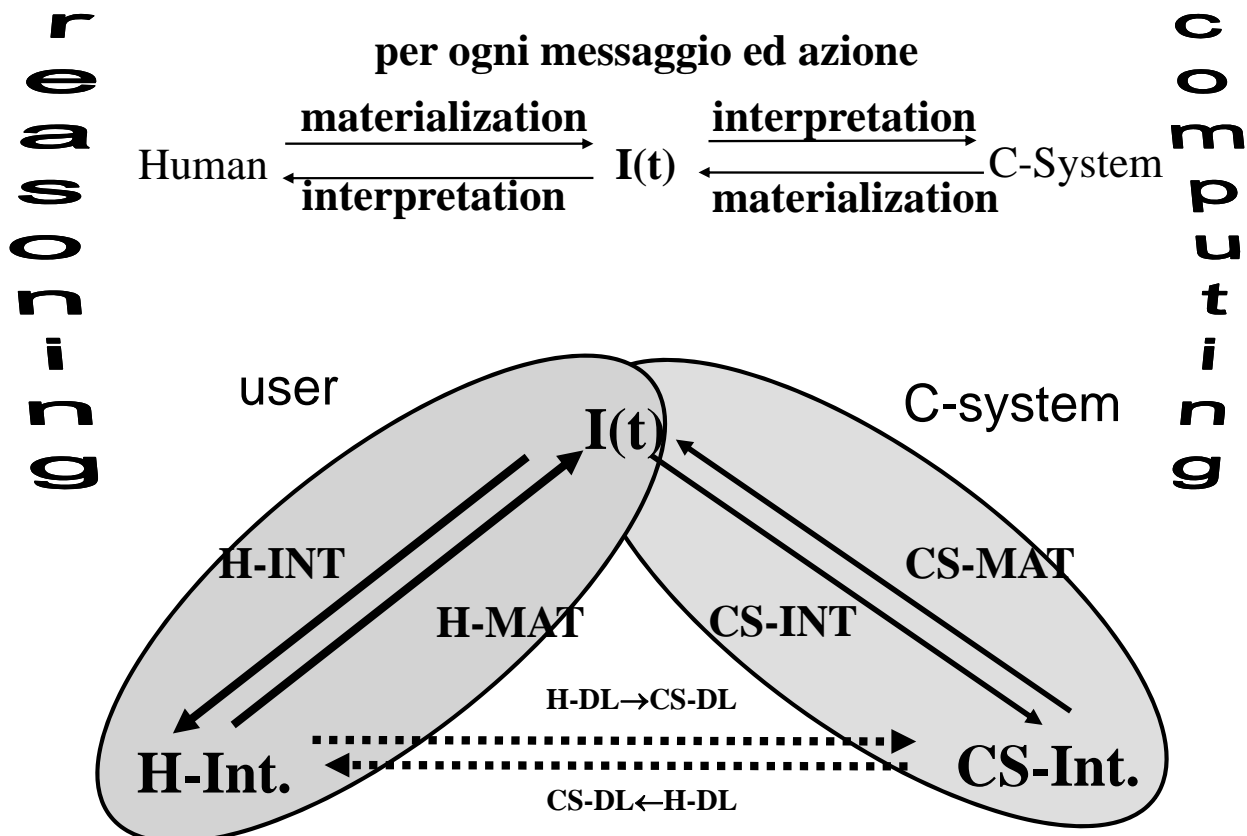 reasoning
computing
per ogni messaggio ed azione
materialization
interpretation
Human
I(t)
C-System
interpretation
materialization
user
C-system
I(t)
H-INT
CS-MAT
H-MAT
CS-INT
H-DL→CS-DL
H-Int.
CS-Int.
CS-DL←H-DL